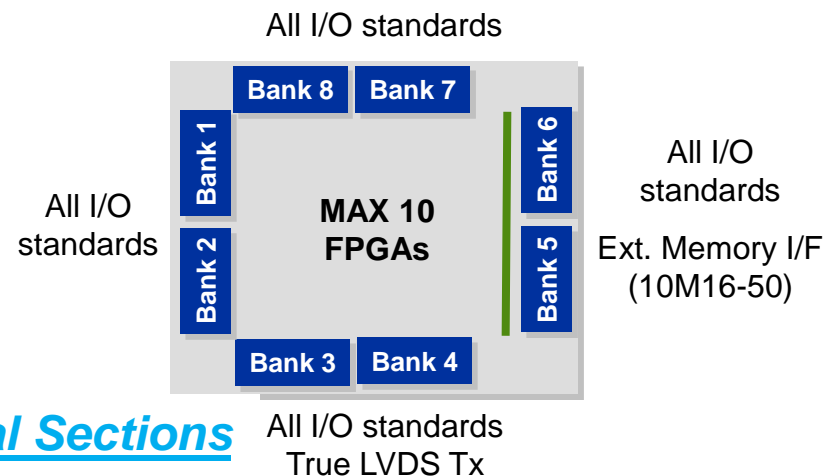 All I/O standards
Bank 8
Bank 7
Bank 1
Bank 6
All I/O
standards
MAX 10
FPGAs
All I/O
standards
Bank 2
Bank 5
Ext. Memory I/F
(10M16-50)
Bank 3
Bank 4
Sections
All I/O standards
True LVDS Tx